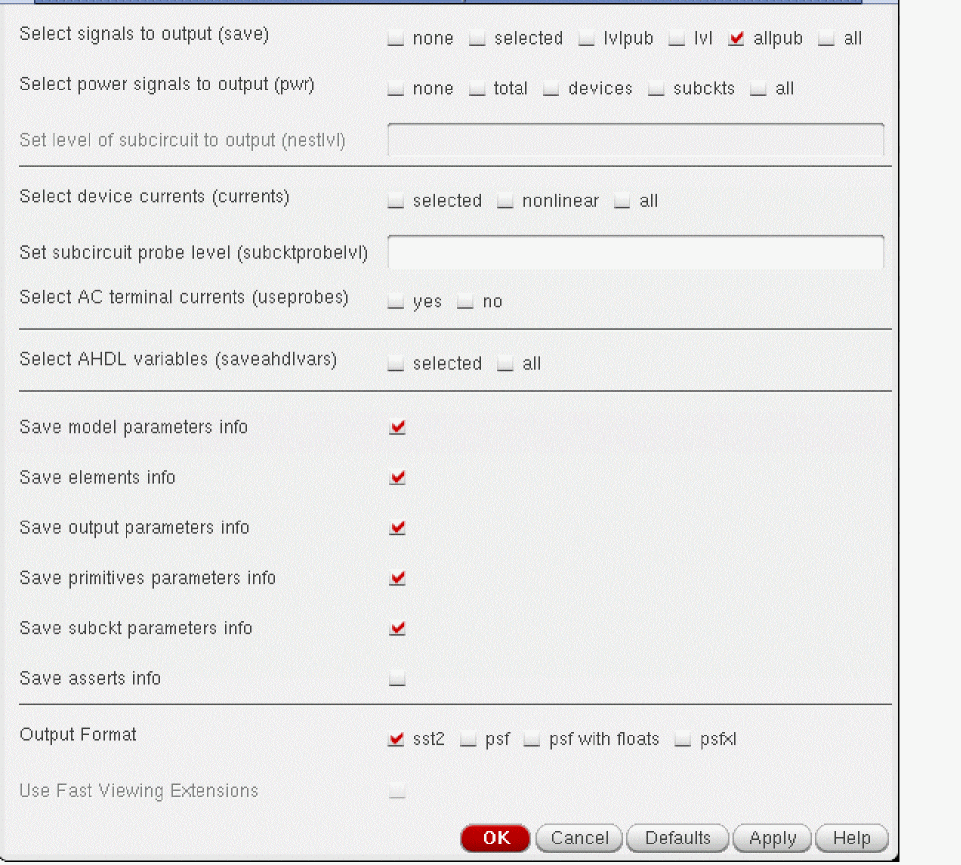 Select signals to output (save) none selected lvlpub lvl allpub all
Select power signals to output (pwr) none total devices subckts all
Set level of subcircuit to output (nestlvl)
Select device currents (currents) selected nonlinear all
Set subcircuit probe level (subcktprobelvl)
Select AC terminal currents (useprobes) yes no
Select AHDL variables (saveahdlvars) selected all
Save model parameters info
Save elements info
Save output parameters info
Save primitives parameters info
Save subckt parameters info
Save asserts info
Output Format sst2 psf psf with floats psfxl
Use Fast Viewing Extensions
OK Cancel Defaults Apply Help